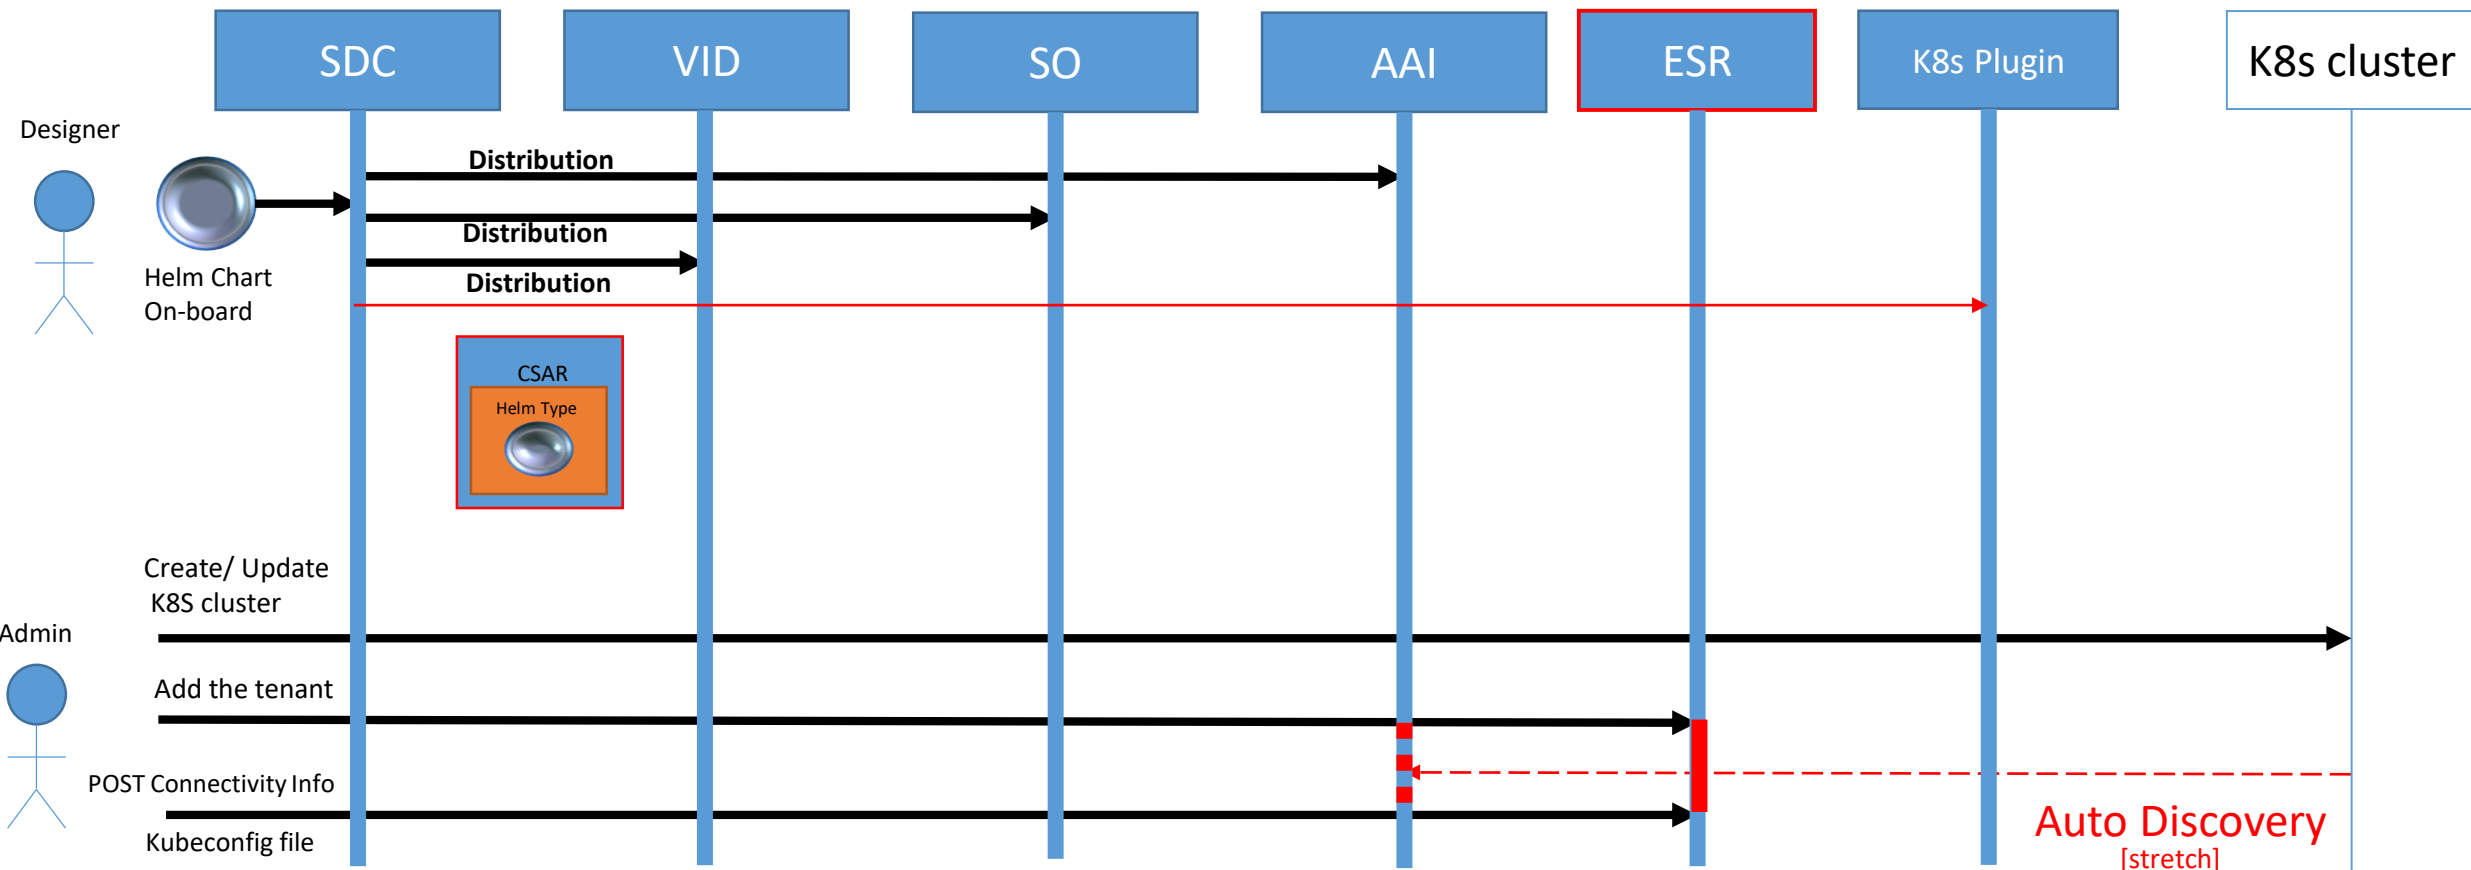 SDC
VID
SO
AAI
ESR
K8s Plugin
K8s cluster
Designer
Distribution
Distribution
Helm Chart
On-board
Distribution
CSAR
Helm Type
Create/ Update
K8S cluster
Admin
Add the tenant
POST Connectivity Info
Kubeconfig file
Auto Discovery
[stretch]